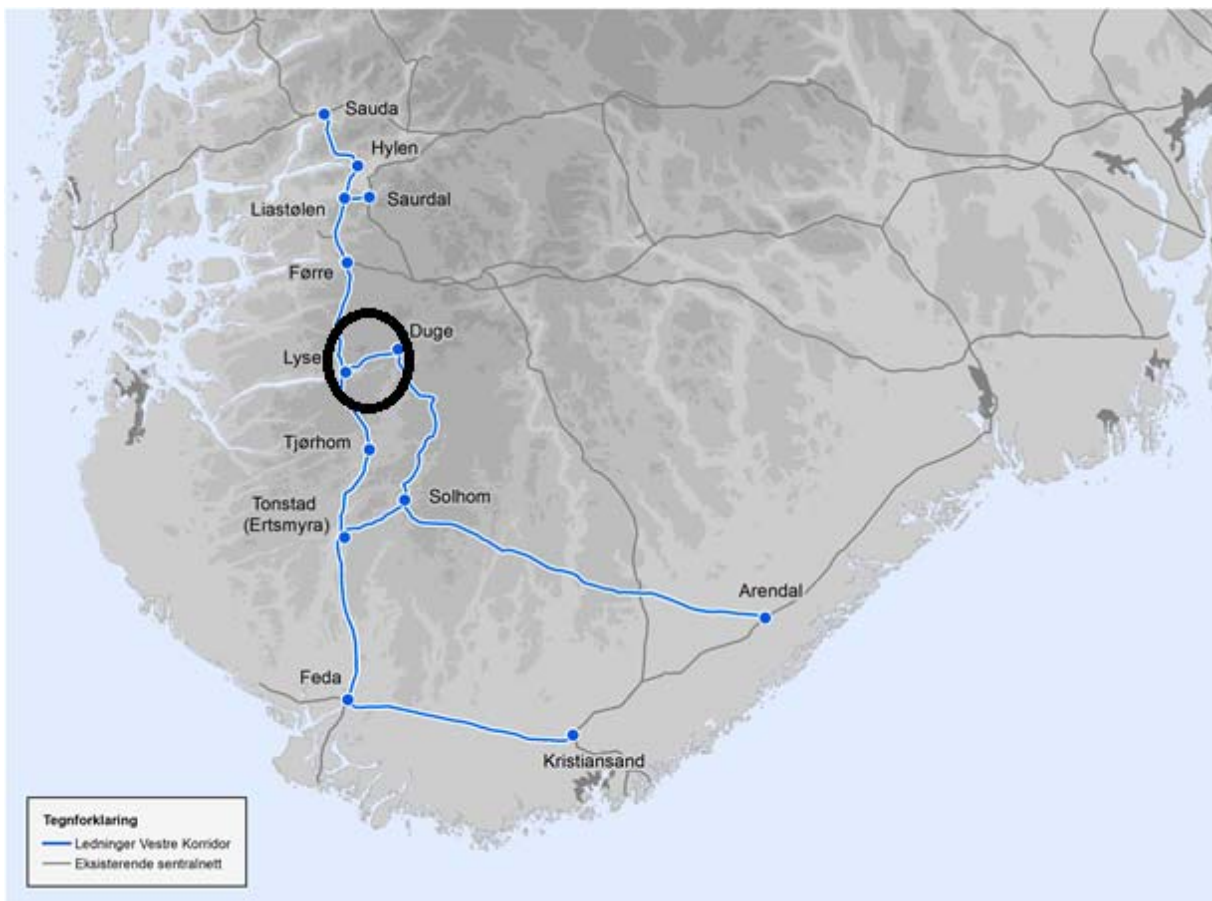 Sauda
Hylen
Liastølen
Saurdal
Førre
Duge
Lyse
Tjørhom
Tonstad
(Ertsmyra)
Solhom
Arendal
Feda
Kristiansand
Tegnforklaring
Ledninger Vestre Korridor
Eksisterende sentralnett